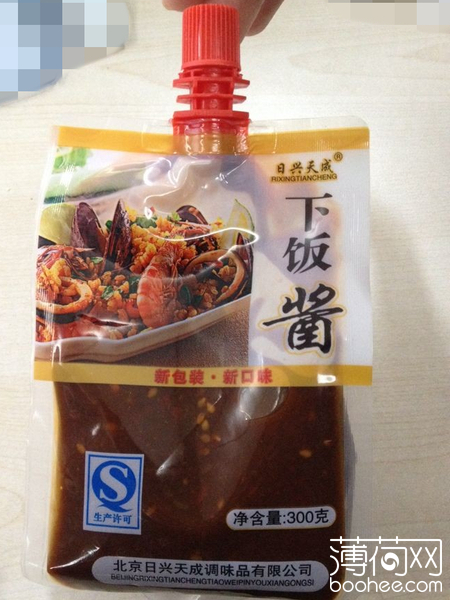 日兴天成®
RIXINGTIANCHENG
下饭酱
新包装·新口味
生产许可
净含量:300克
北京日兴天成调味品有限公司
BEIJINGRIXINGTIANCHENGTIAOWEIPINYOUXIANGONGSI
薄荷网
boohee.com